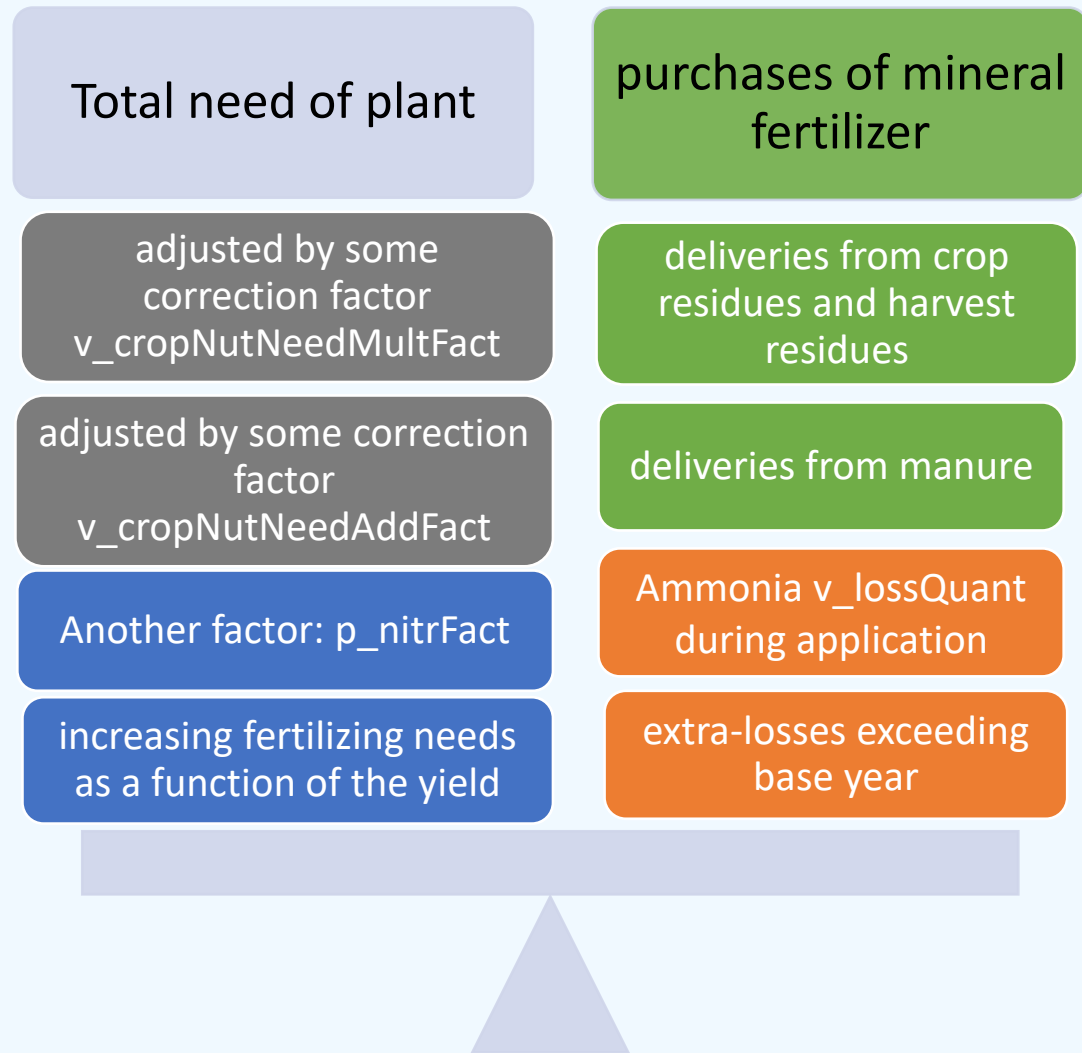 Total need of plant
adjusted by some
correction factor
v_cropNutNeedMultFact
adjusted by some correction
factor
v_cropNutNeedAddFact
Another factor: p_nitrFact
increasing fertilizing needs
as a function of the yield
purchases of mineral
fertilizer
deliveries from crop
residues and harvest
residues
deliveries from manure
Ammonia v_lossQuant
during application
extra-losses exceeding
base year